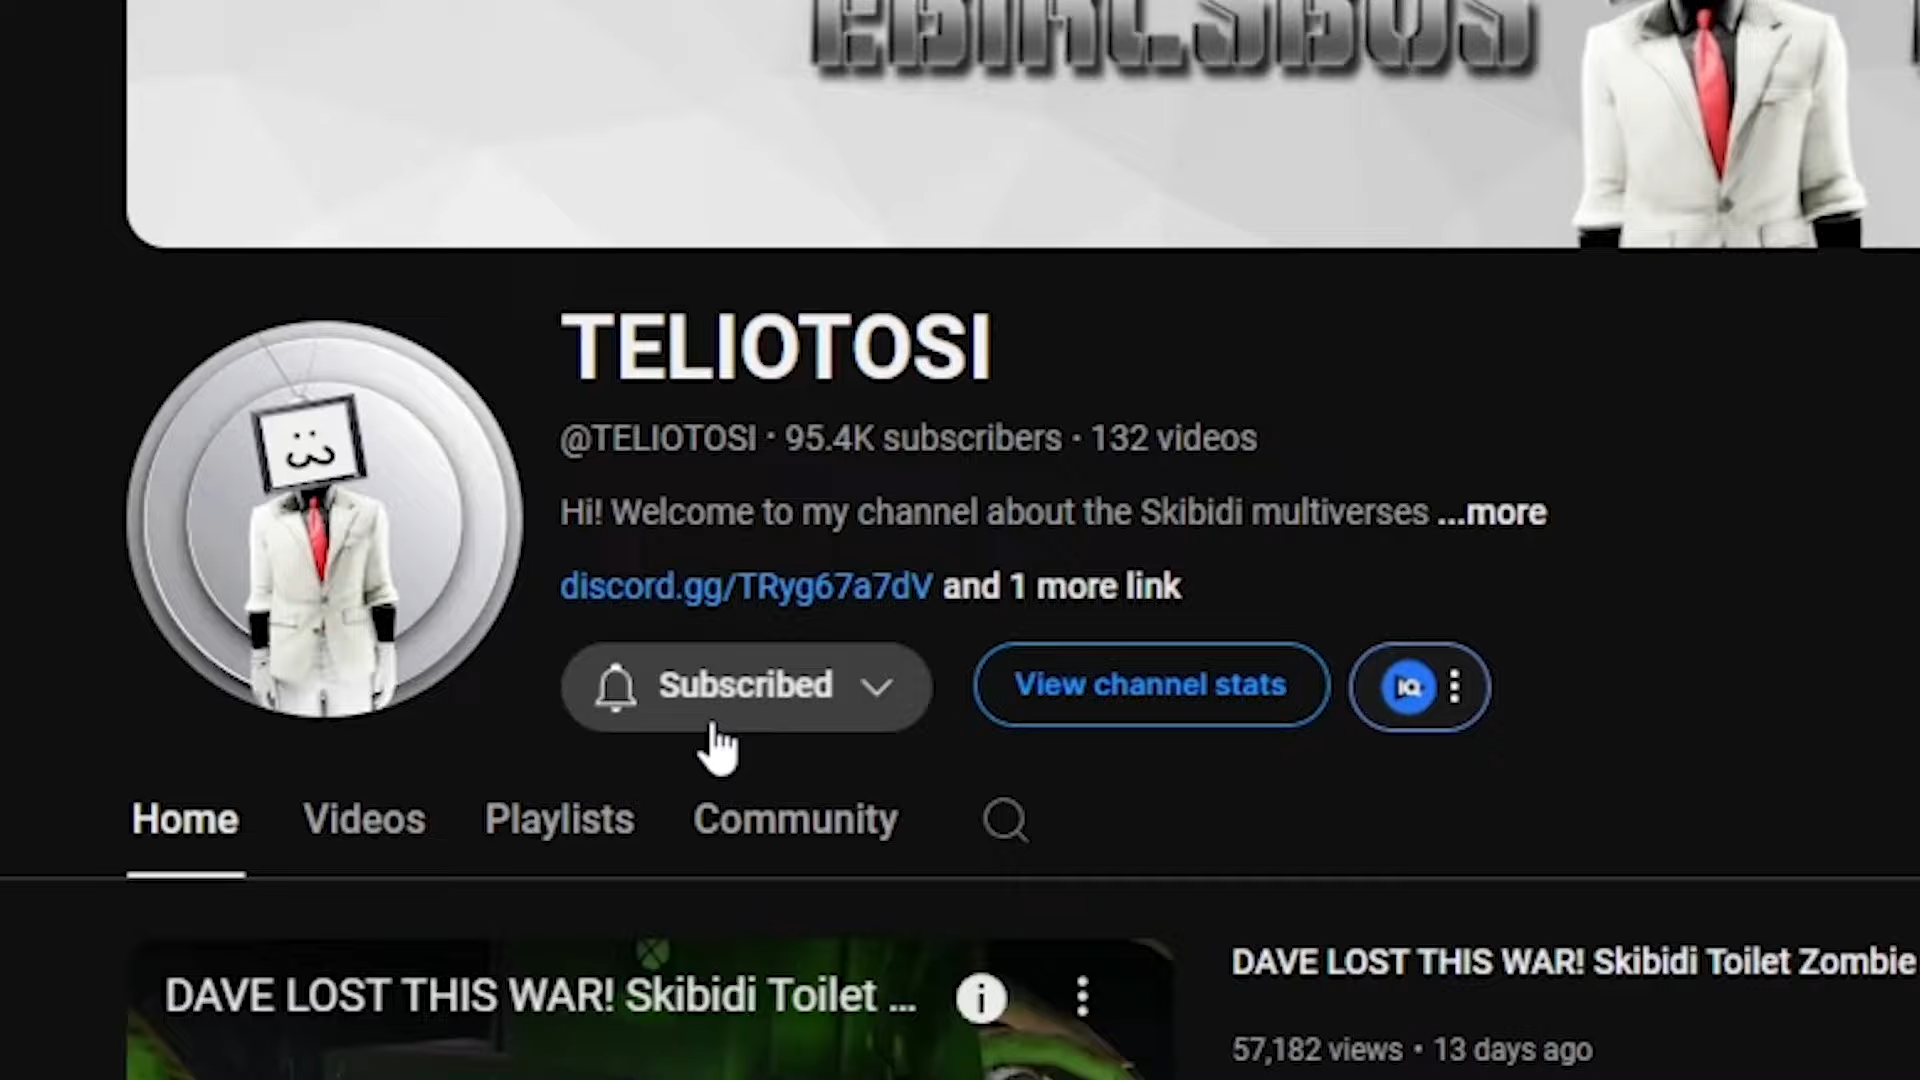 TELIOTOSI
@TELIOTOSI · 95.4K subscribers · 132 videos
Hi! Welcome to my channel about the Skibidi multiverses ...more
discord.gg/TRyg67a7dV and 1 more link
Subscribed
View channel stats
IQ
Home Videos Playlists Community
DAVE LOST THIS WAR! Skibidi Toilet ...
DAVE LOST THIS WAR! Skibidi Toilet Zombie
57,182 views · 13 days ago